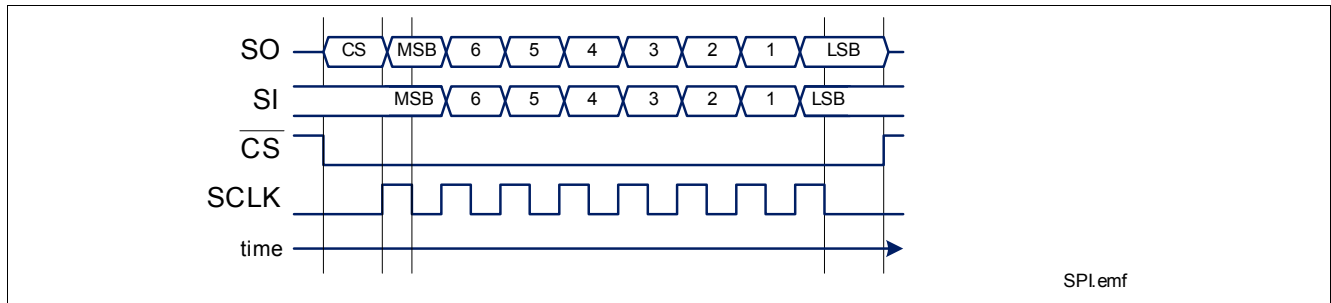 SO CS MSB 6 5 4 3 2 1 LSB
SI MSB 6 5 4 3 2 1 LSB
CS
SCLK
time
SPI.emf